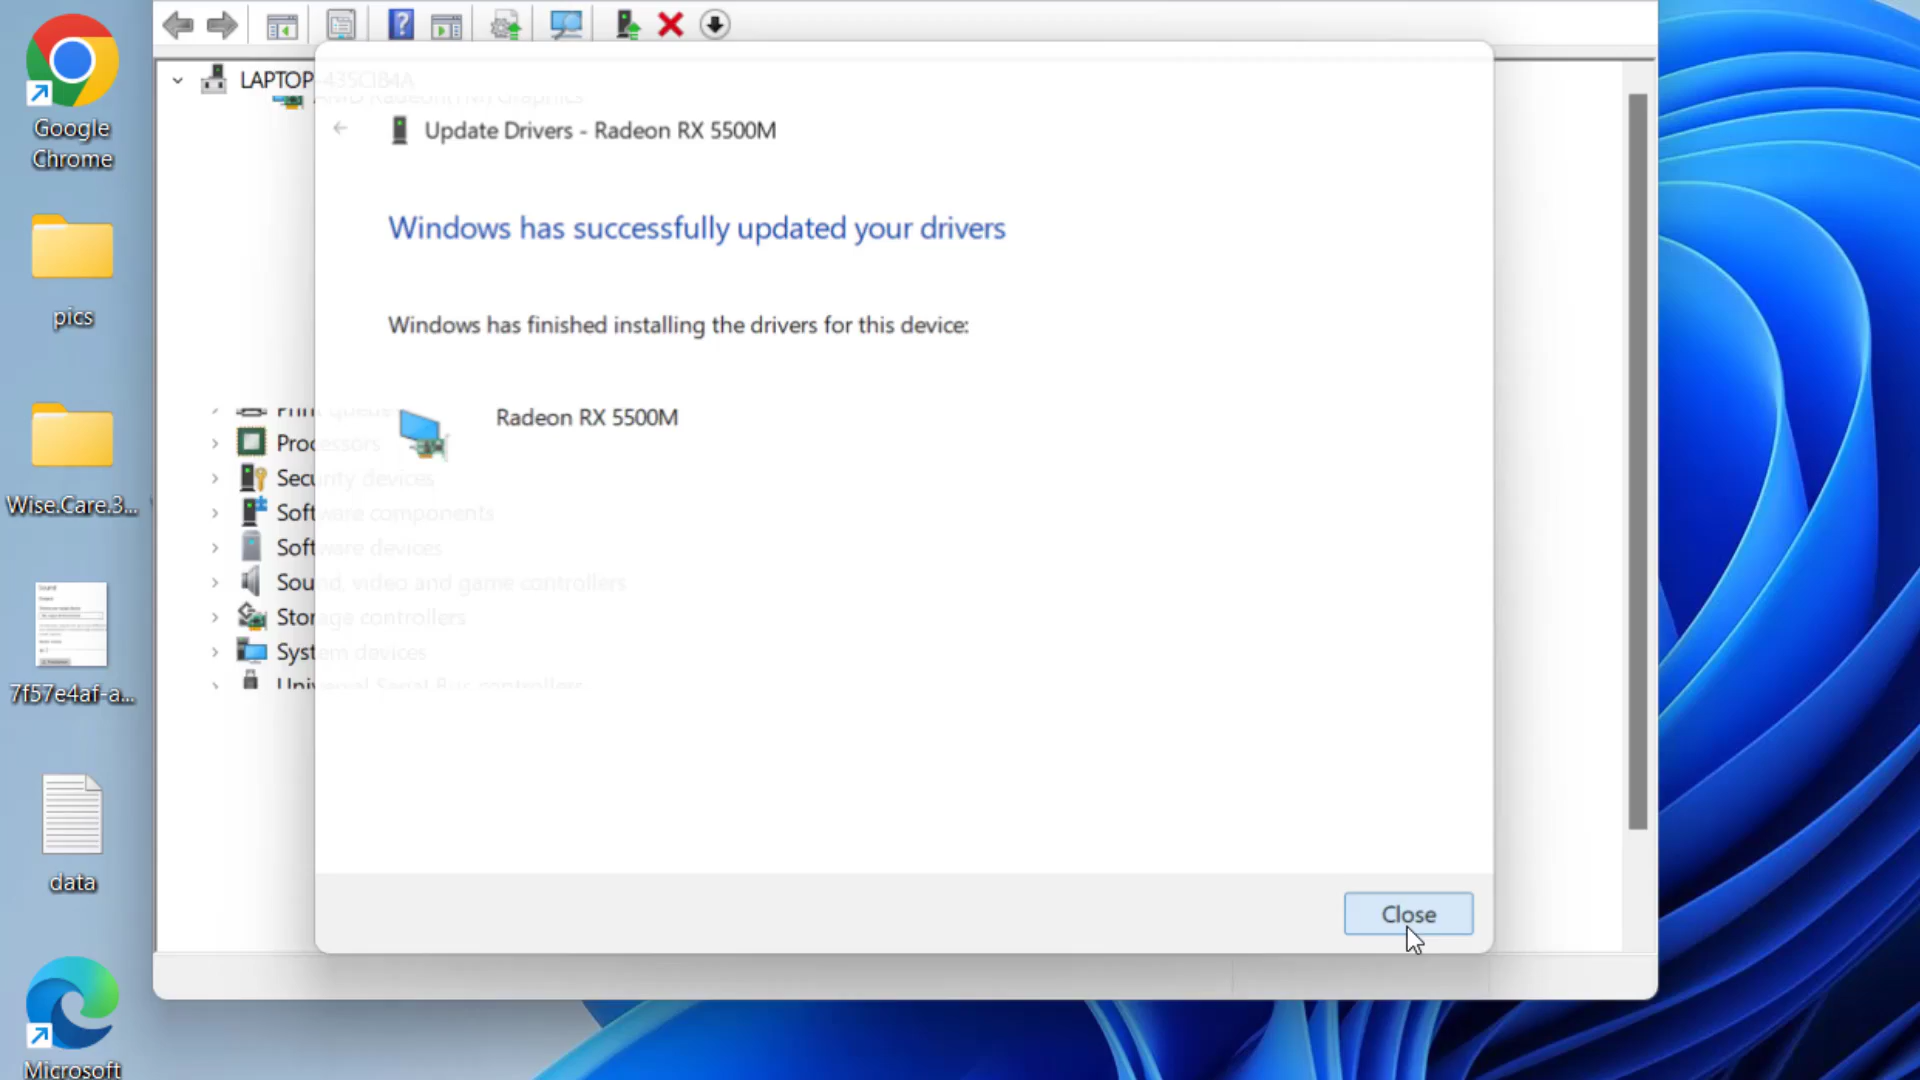 LAPTOP-435CIB4A
AMD Radeon(TM) Graphics
Update Drivers - Radeon RX 5500M
Windows has successfully updated your drivers
Windows has finished installing the drivers for this device:
Radeon RX 5500M
Print queues
Processors
Security devices
Software components
Software devices
Sound, video and game controllers
Storage controllers
System devices
Universal Serial Bus controllers
Close
Google
Chrome
pics
Wise.Care.3...
Sound
7f57e4af-a...
data
Microsoft